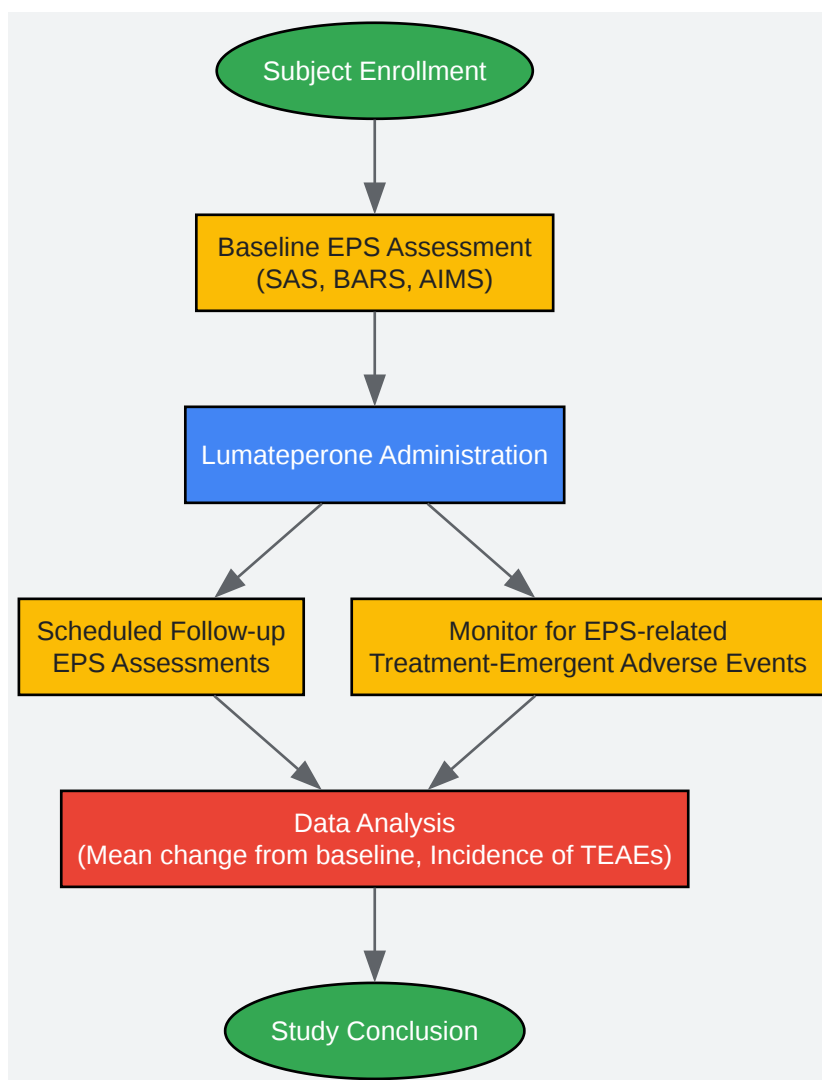 Subject Enrollment
Baseline EPS Assessment
(SAS, BARS, AIMS)
Lumateperone Administration
Scheduled Follow-up
EPS Assessments
Monitor for EPS-related
Treatment-Emergent Adverse Events
Data Analysis
(Mean change from baseline, Incidence of TEAEs)
Study Conclusion